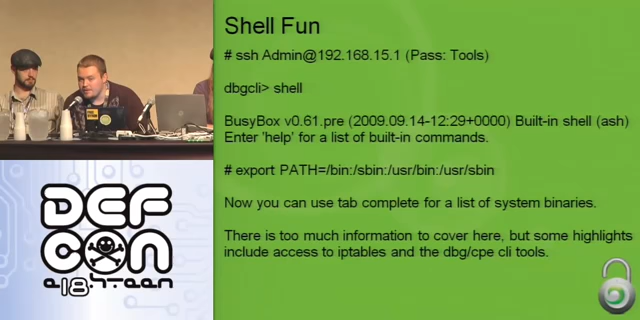 Shell Fun
# ssh Admin@192.168.15.1 (Pass: Tools)
dbgcli> shell
BusyBox v0.61.pre (2009.09.14-12:29+0000) Built-in shell (ash)
Enter 'help' for a list of built-in commands.
# export PATH=/bin:/sbin:/usr/bin:/usr/sbin
Now you can use tab complete for a list of system binaries.
There is too much information to cover here, but some highlights
include access to iptables and the dbg/cpe cli tools.
DEF
CON
e18hteen